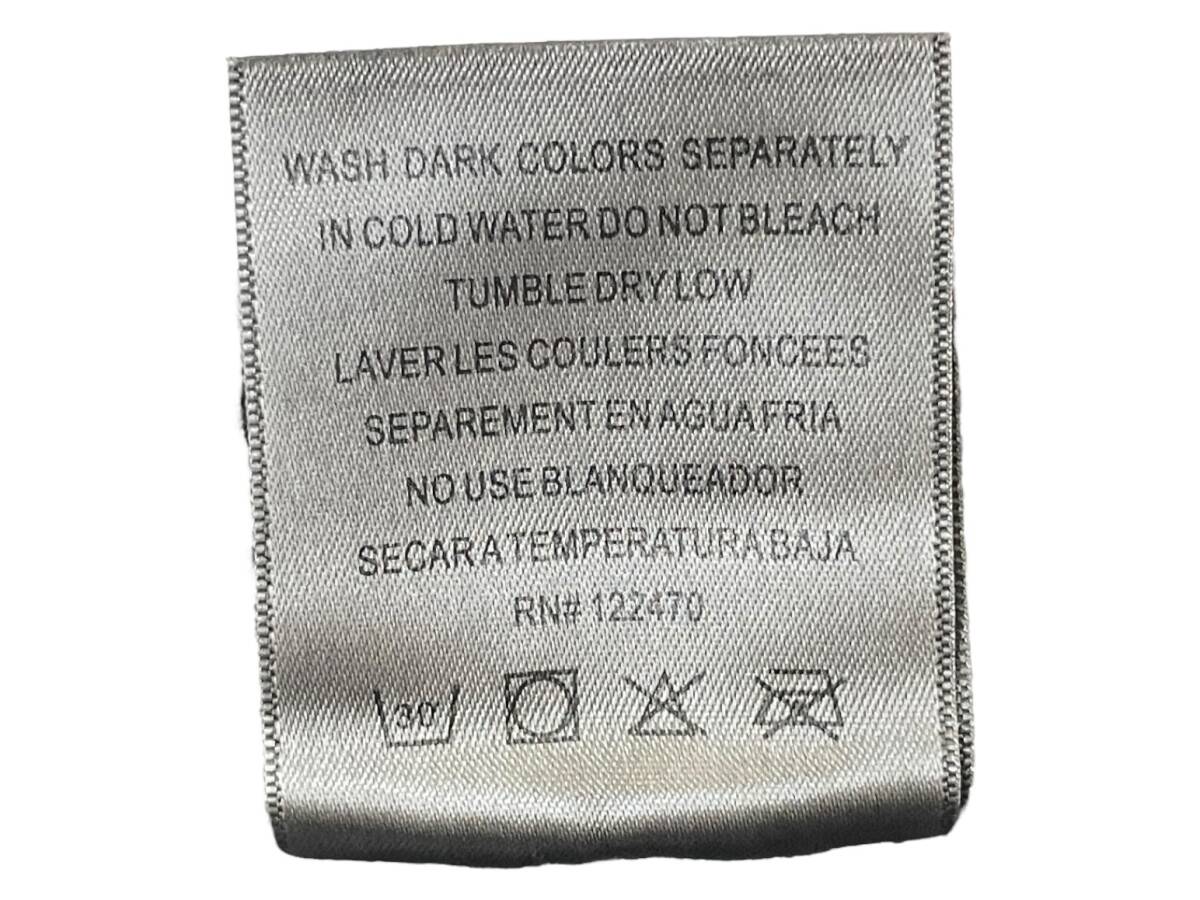 WASH DARK COLORS SEPARATELY
IN COLD WATER DO NOT BLEACH
TUMBLE DRY LOW
LAVER LES COULERS FONCEES
SEPAREMENT EN AGUA FRIA
NO USE BLANQUEADOR
SECAR A TEMPERATURA BAJA
RN# 122470
30°